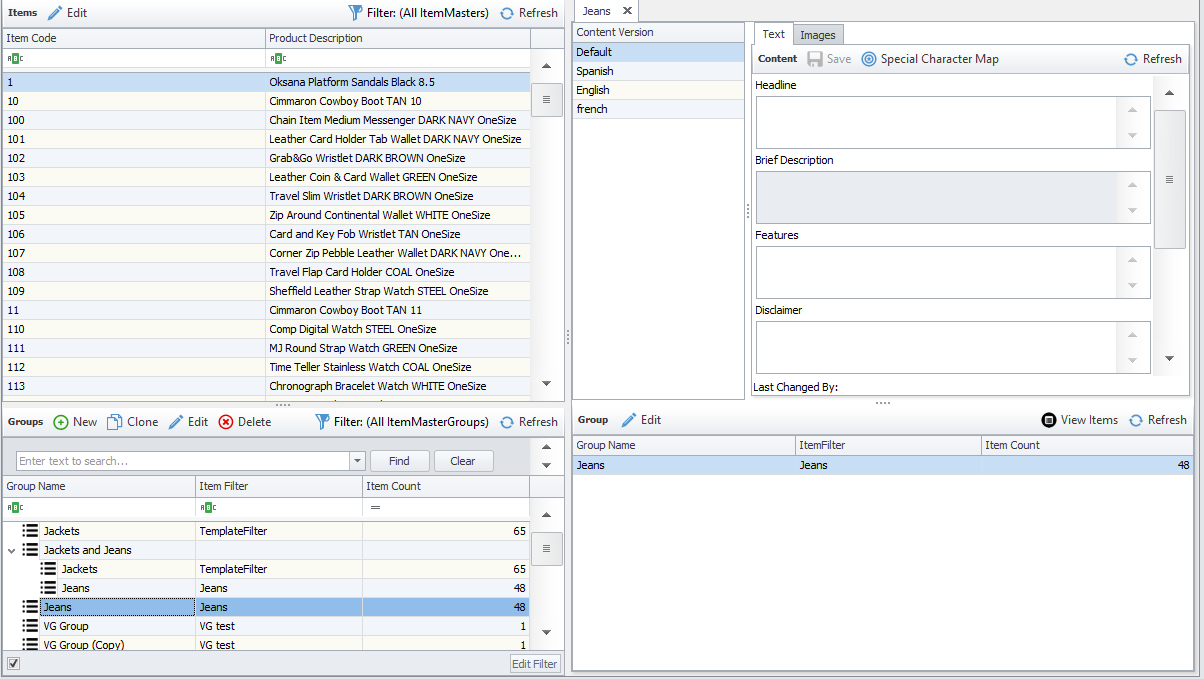 Items Edit Filter: (All ItemMasters) Refresh
Item Code Product Description
ABC ABC
1 Oksana Platform Sandals Black 8.5
10 Cimmaron Cowboy Boot TAN 10
100 Chain Item Medium Messenger DARK NAVY OneSize
101 Leather Card Holder Tab Wallet DARK NAVY OneSize
102 Grab&Go Wristlet DARK BROWN OneSize
103 Leather Coin & Card Wallet GREEN OneSize
104 Travel Slim Wristlet DARK BROWN OneSize
105 Zip Around Continental Wallet WHITE OneSize
106 Card and Key Fob Wristlet TAN OneSize
107 Corner Zip Pebble Leather Wallet DARK NAVY One...
108 Travel Flap Card Holder COAL OneSize
109 Sheffield Leather Strap Watch STEEL OneSize
11 Cimmaron Cowboy Boot TAN 11
110 Comp Digital Watch STEEL OneSize
111 MJ Round Strap Watch GREEN OneSize
112 Time Teller Stainless Watch COAL OneSize
113 Chronograph Bracelet Watch WHITE OneSize
Groups New Clone Edit Delete Filter: (All ItemMasterGroups) Refresh
Enter text to search... Find Clear
Group Name Item Filter Item Count
ABC ABC =
Jackets TemplateFilter 65
Jackets and Jeans
Jackets TemplateFilter 65
Jeans Jeans 48
Jeans Jeans 48
VG Group VG test 1
VG Group (Copy) VG test 1
Edit Filter
Jeans
Content Version
Default
Spanish
English
french
Text Images
Content Save Special Character Map Refresh
Headline
Brief Description
Features
Disclaimer
Last Changed By:
Group Edit View Items Refresh
Group Name ItemFilter Item Count
Jeans Jeans 48